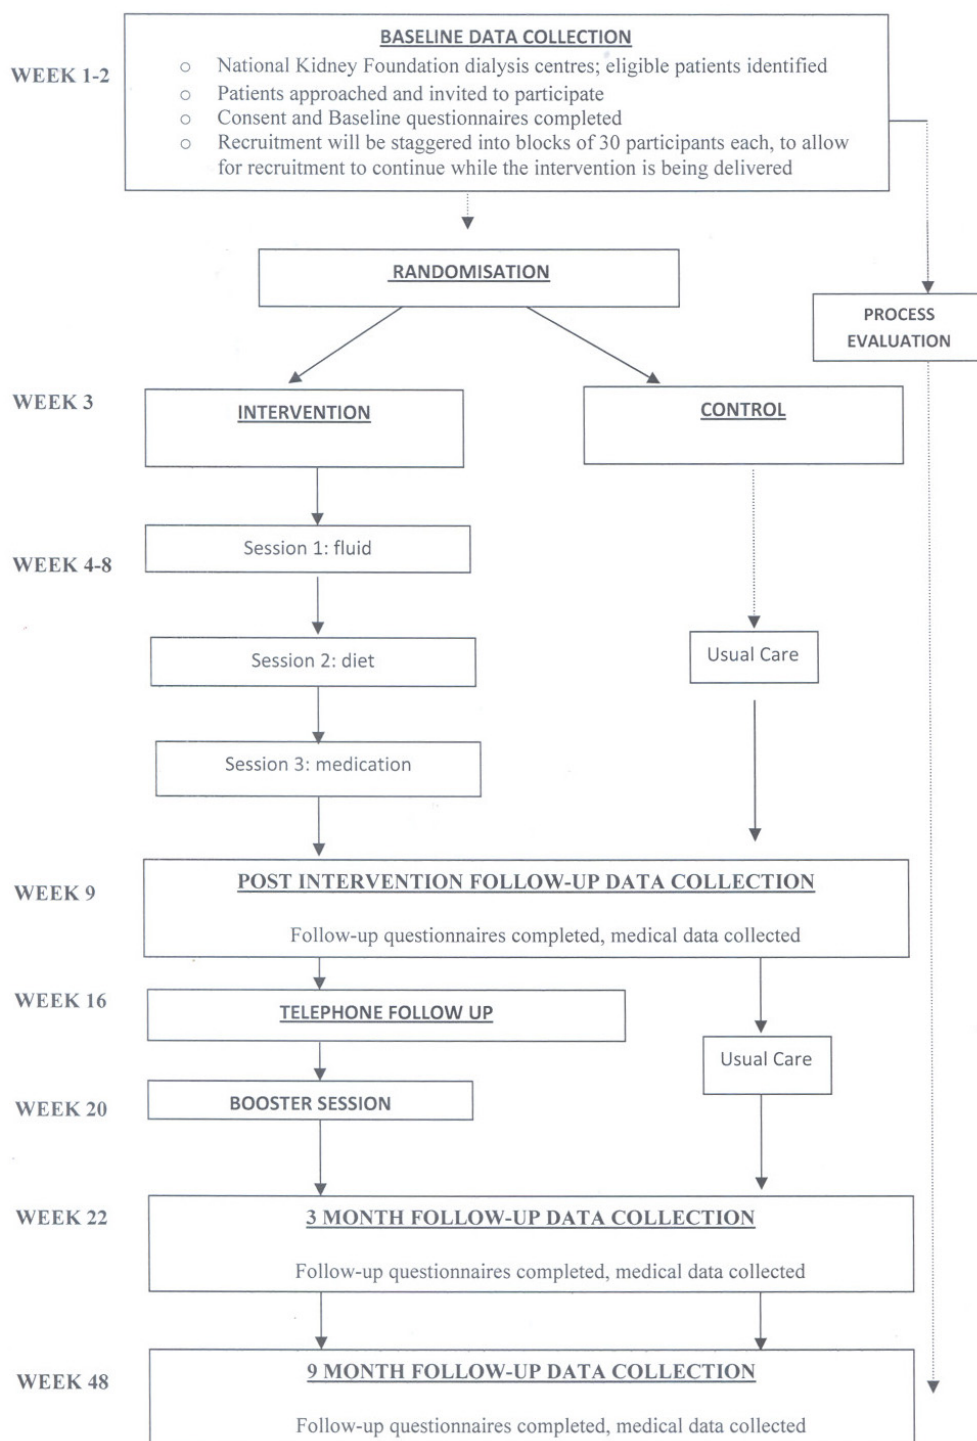 BASELINE DATA COLLECTION
WEEK 1-2
o National Kidney Foundation dialysis centres; eligible patients identified
o Patients approached and invited to participate
o Consent and Baseline questionnaires completed
o Recruitment will be staggered into blocks of 30 participants each, to allow
for recruitment to continue while the intervention is being delivered
RANDOMISATION
PROCESS
EVALUATION
WEEK 3
INTERVENTION
CONTROL
WEEK 4-8
Session 1: fluid
Session 2: diet
Usual Care
Session 3: medication
WEEK 9
POST INTERVENTION FOLLOW-UP DATA COLLECTION
Follow-up questionnaires completed, medical data collected
WEEK 16
TELEPHONE FOLLOW UP
Usual Care
WEEK 20
BOOSTER SESSION
WEEK 22
3 MONTH FOLLOW-UP DATA COLLECTION
Follow-up questionnaires completed, medical data collected
WEEK 48
9 MONTH FOLLOW-UP DATA COLLECTION
Follow-up questionnaires completed, medical data collected